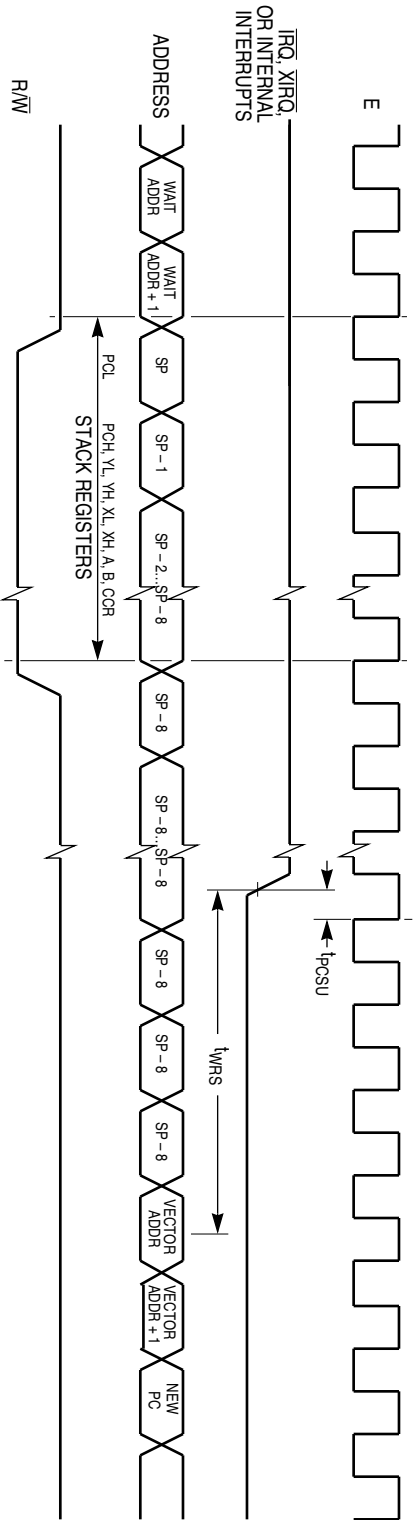 E
IRQ, XIRQ,
OR INTERNAL
INTERRUPTS
ADDRESS
R/W
tPCSU
tWRS
WAIT
ADDR
WAIT
ADDR + 1
SP
SP – 1
SP – 2...SP – 8
SP – 8
SP – 8...SP – 8
SP – 8
SP – 8
SP – 8
VECTOR
ADDR
VECTOR
ADDR + 1
NEW
PC
PCL
PCH, YL, YH, XL, XH, A, B, CCR
STACK REGISTERS